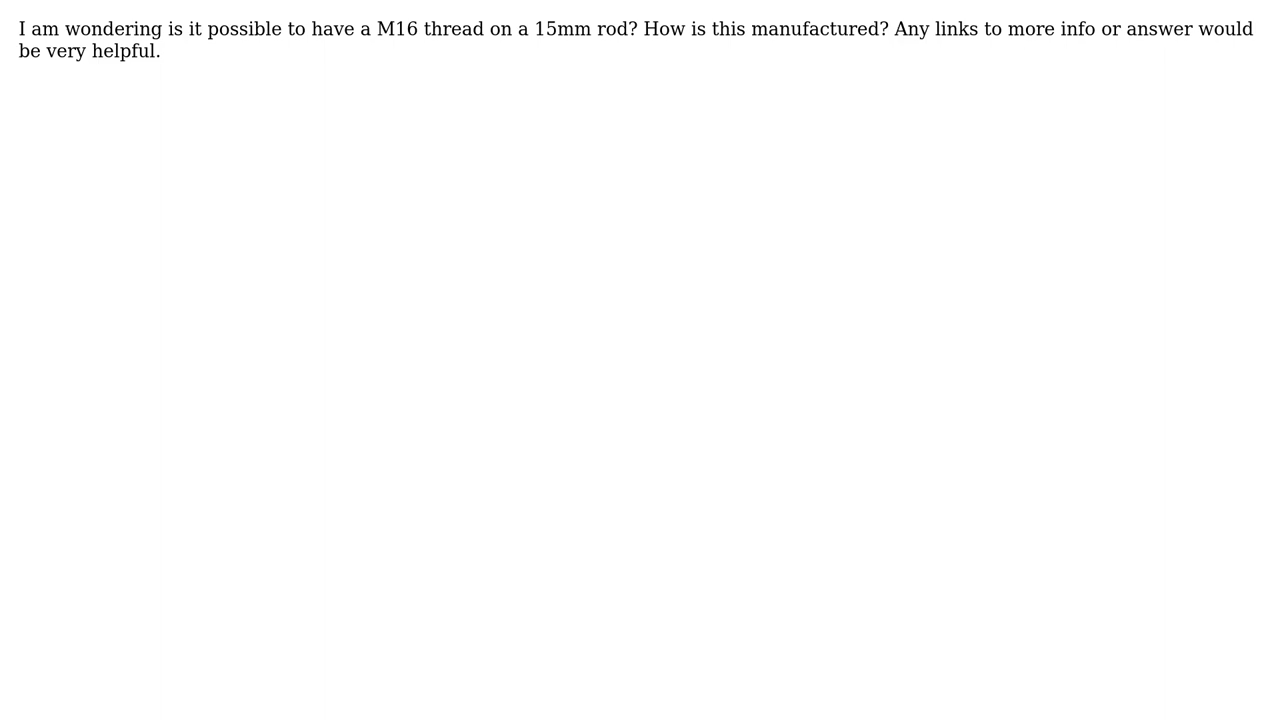 I am wondering is it possible to have a M16 thread on a 15mm rod? How is this manufactured? Any links to more info or answer would
be very helpful.